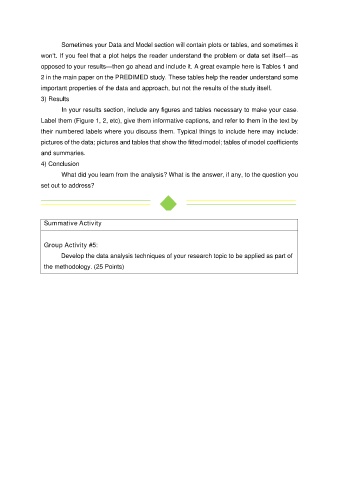 Sometimes your Data and Model section will contain plots or tables, and sometimes it
won't. If you feel that a plot helps the reader understand the problem or data set itself—as
opposed to your results—then go ahead and include it. A great example here is Tables 1 and
2 in the main paper on the PREDIMED study. These tables help the reader understand some
important properties of the data and approach, but not the results of the study itself.
3) Results
In your results section, include any figures and tables necessary to make your case.
Label them (Figure 1, 2, etc), give them informative captions, and refer to them in the text by
their numbered labels where you discuss them. Typical things to include here may include:
pictures of the data; pictures and tables that show the fitted model; tables of model coefficients
and summaries.
4) Conclusion
What did you learn from the analysis? What is the answer, if any, to the question you
set out to address?
Summative Activity
Group Activity #5:
Develop the data analysis techniques of your research topic to be applied as part of
the methodology. (25 Points)